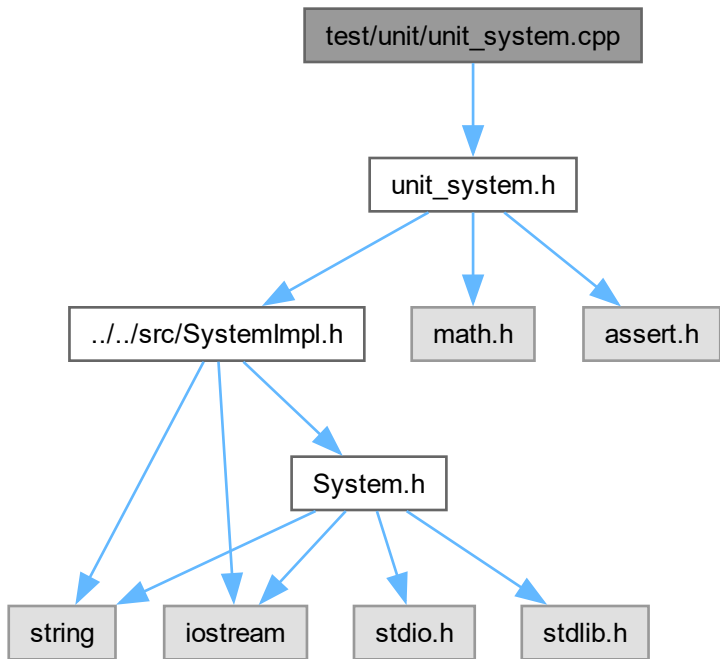 test/unit/unit_system.cpp
unit_system.h
../../src/SystemImpl.h
math.h
assert.h
System.h
string
iostream
stdio.h
stdlib.h